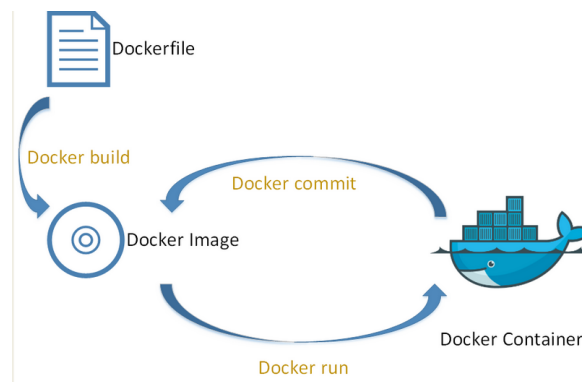 Dockerfile
Docker build
Docker commit
Docker Image
Docker Container
Docker run